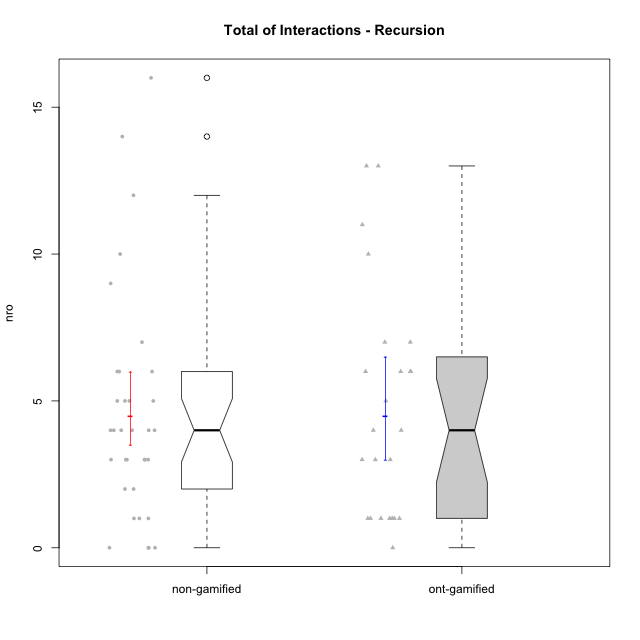 Total of Interactions - Recursion
nro
15
10
5
0
non-gamified
ont-gamified